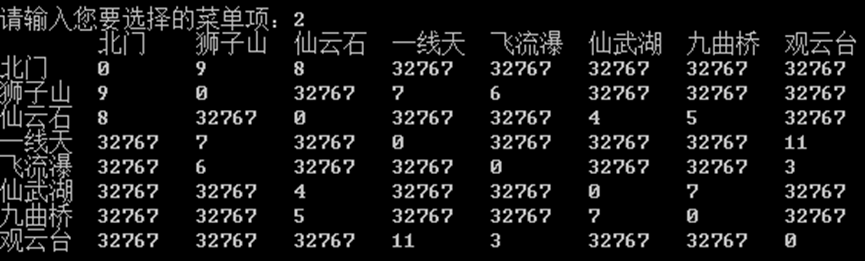 请输入您要选择的菜单项：2
北门 狮子山 仙云石 一线天 飞流瀑 仙武湖 九曲桥 观云台
北门 0 9 8 32767 32767 32767 32767 32767
狮子山 9 0 32767 7 6 32767 32767 32767
仙云石 8 32767 0 32767 32767 4 5 32767
一线天 32767 7 32767 0 32767 32767 32767 11
飞流瀑 32767 6 32767 32767 0 32767 32767 3
仙武湖 32767 32767 4 32767 32767 0 7 32767
九曲桥 32767 32767 5 32767 32767 7 0 32767
观云台 32767 32767 32767 11 3 32767 32767 0